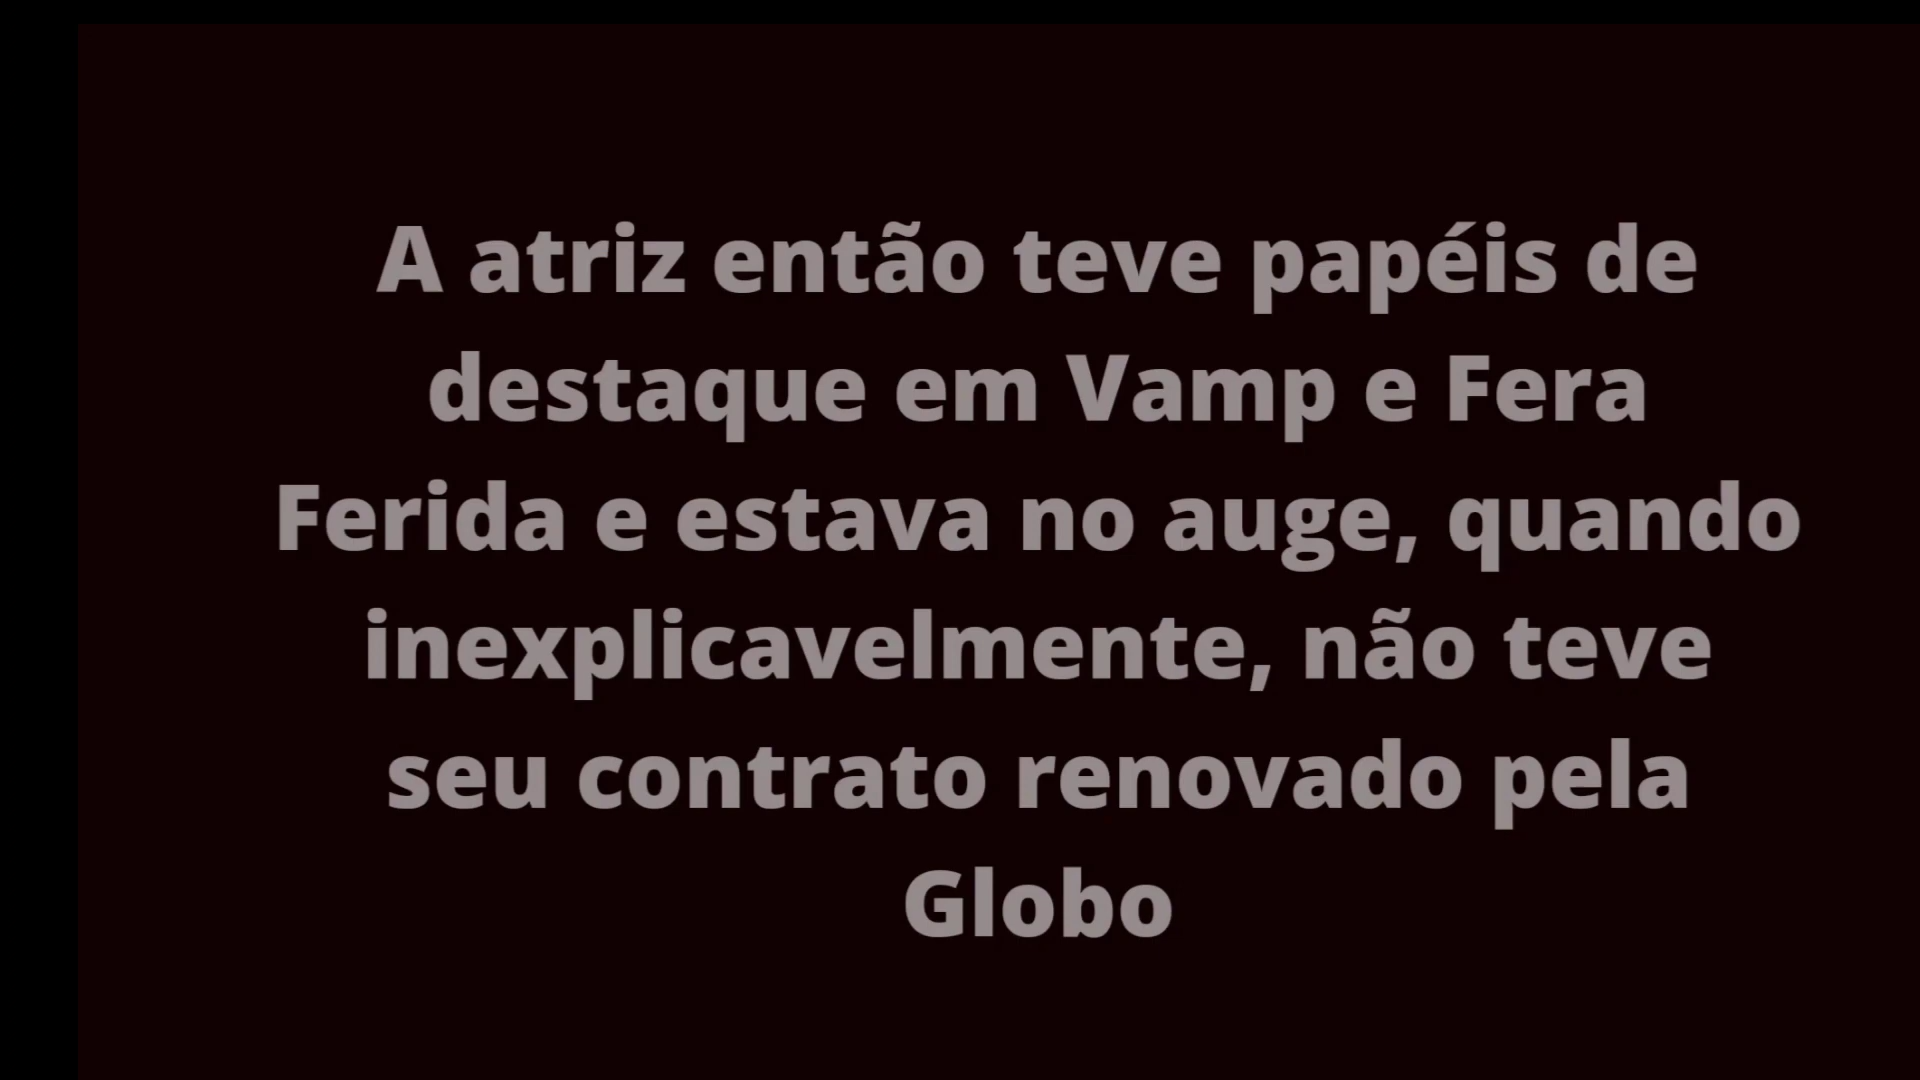 A atriz então teve papéis de
destaque em Vamp e Fera
Ferida e estava no auge, quando
inexplicavelmente, não teve
seu contrato renovado pela
Globo